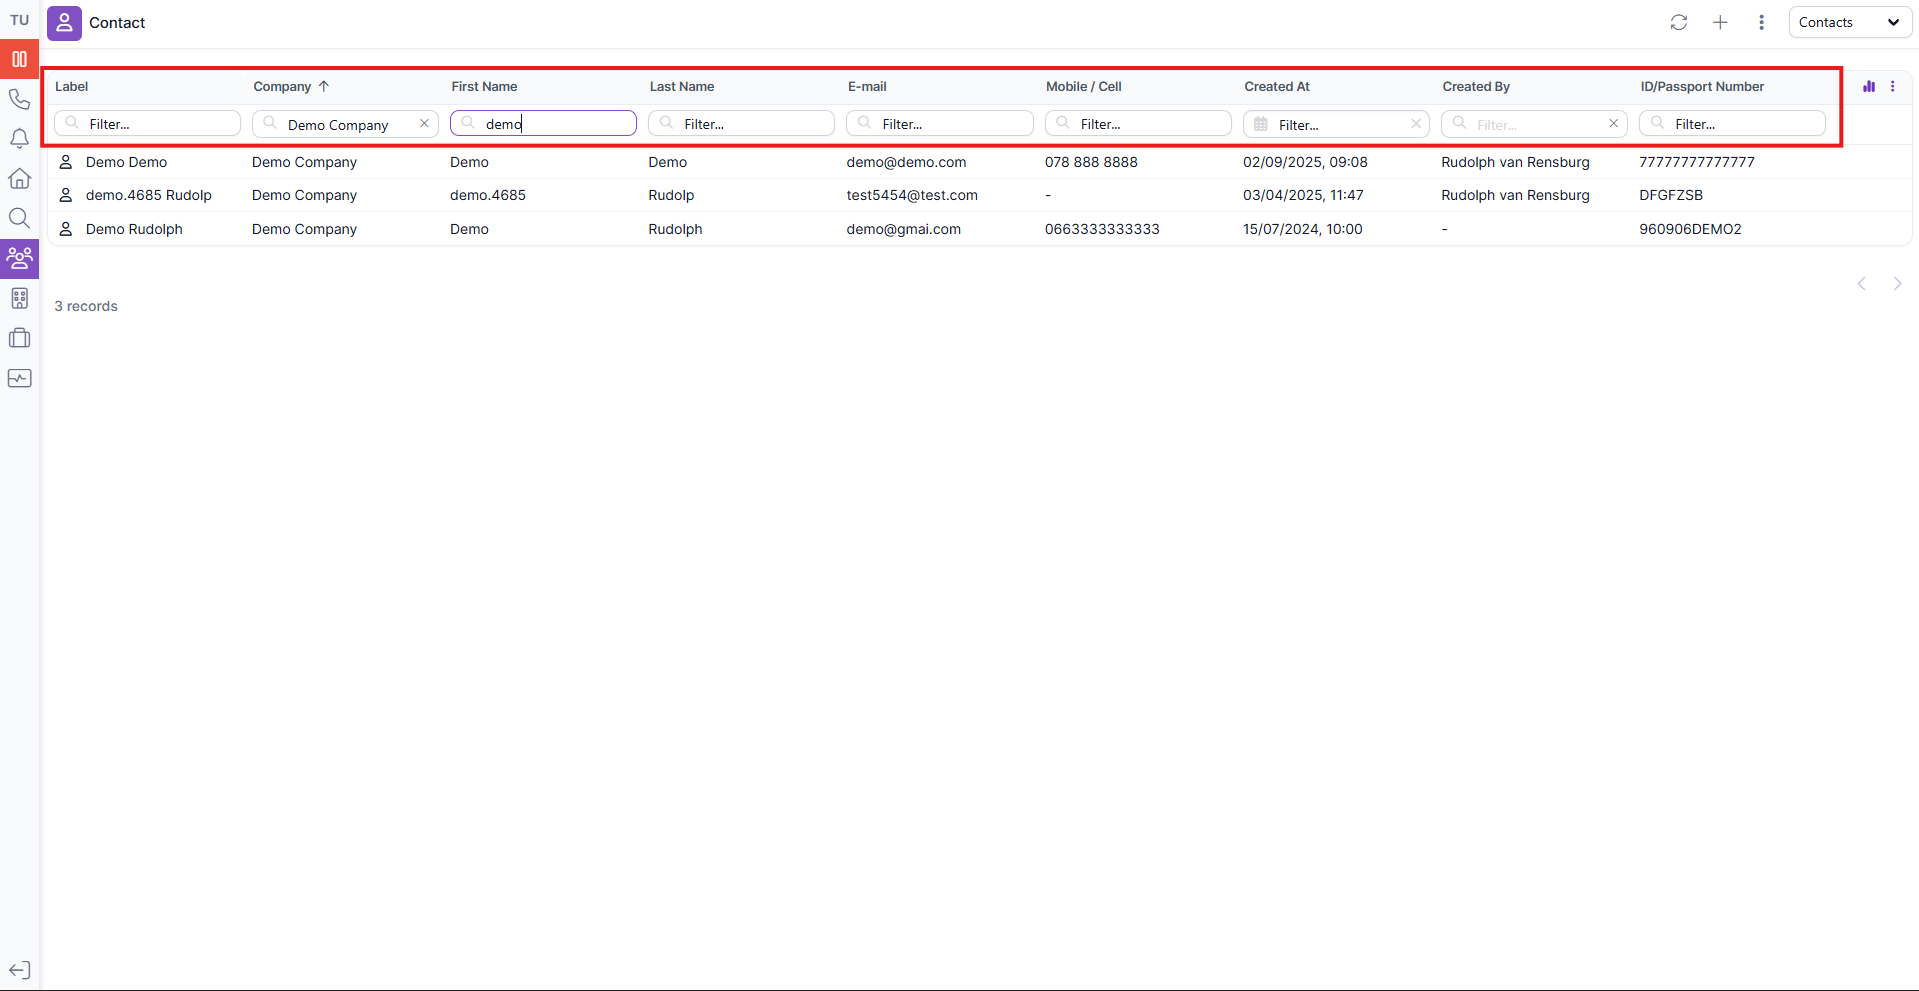 TU
Contact
Contacts
Label Company First Name Last Name E-mail Mobile / Cell Created At Created By ID/Passport Number
Filter... Demo Company demo Filter... Filter... Filter... Filter... Filter... Filter...
Demo Demo Demo Company Demo Demo demo@demo.com 078 888 8888 02/09/2025, 09:08 Rudolph van Rensburg 77777777777777
demo.4685 Rudolp Demo Company demo.4685 Rudolp test5454@test.com - 03/04/2025, 11:47 Rudolph van Rensburg DFGFZSB
Demo Rudolph Demo Company Demo Rudolph demo@gmai.com 0663333333333 15/07/2024, 10:00 - 960906DEMO2
3 records